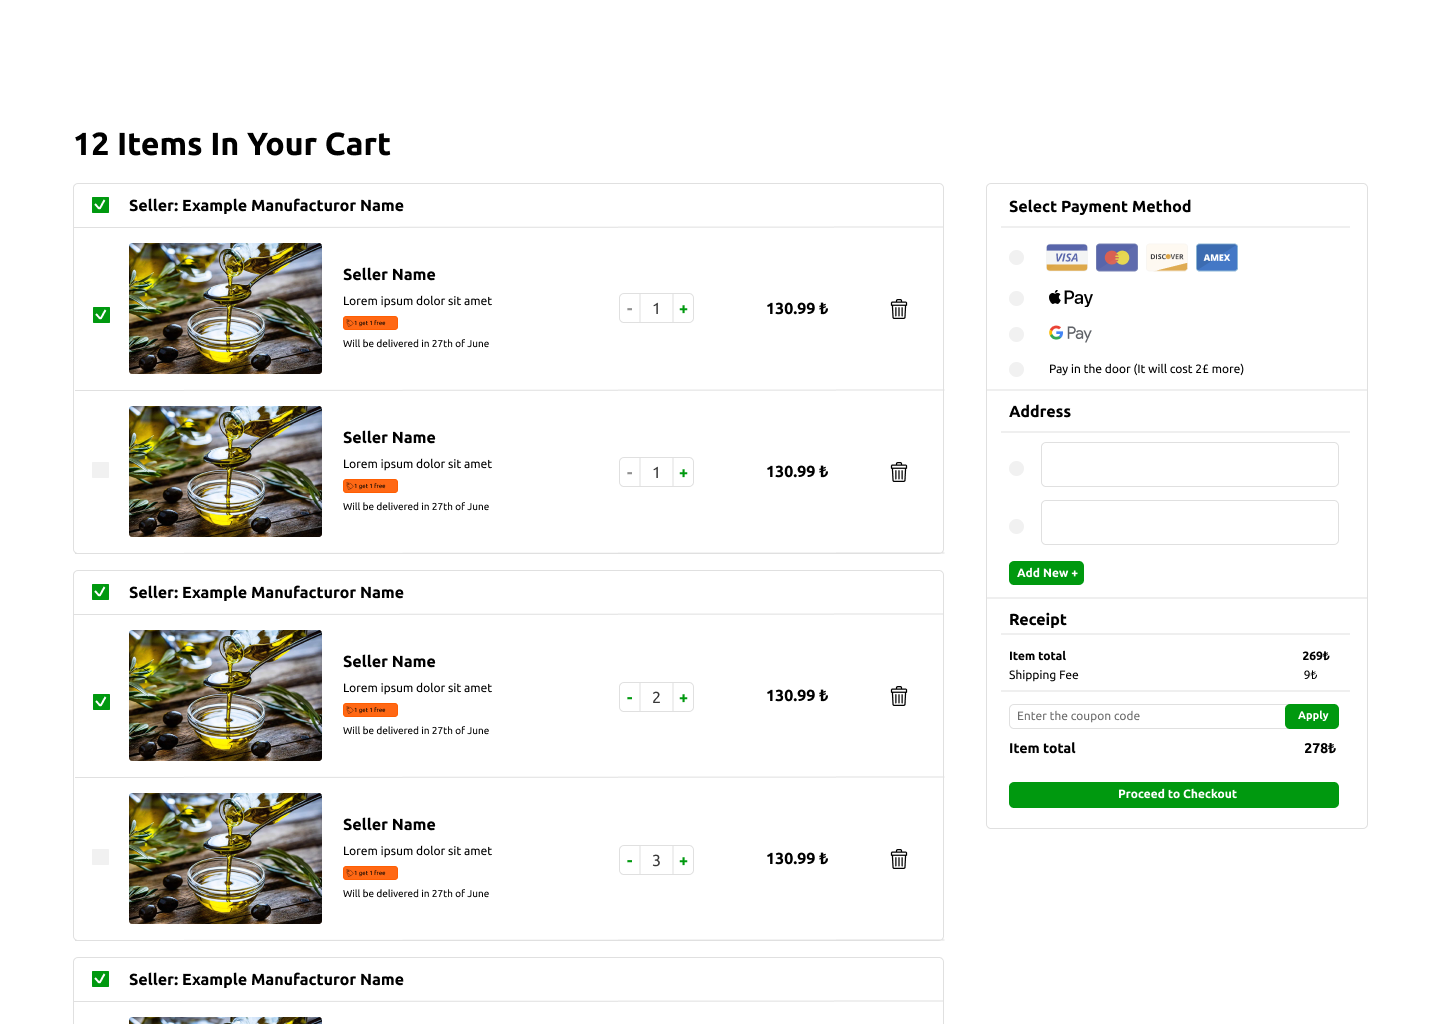 12 Items In Your Cart
Seller: Example Manufacturor Name
Seller Name
Lorem ipsum dolor sit amet
1 get 1 free
Will be delivered in 27th of June
- 1 +
130.99 ₺
Seller Name
Lorem ipsum dolor sit amet
1 get 1 free
Will be delivered in 27th of June
- 1 +
130.99 ₺
Seller: Example Manufacturor Name
Seller Name
Lorem ipsum dolor sit amet
1 get 1 free
Will be delivered in 27th of June
- 2 +
130.99 ₺
Seller Name
Lorem ipsum dolor sit amet
1 get 1 free
Will be delivered in 27th of June
- 3 +
130.99 ₺
Seller: Example Manufacturor Name
Select Payment Method
VISA DISCOVER AMEX
Pay
G Pay
Pay in the door (It will cost 2£ more)
Address
Add New +
Receipt
Item total 269₺
Shipping Fee 9₺
Enter the coupon code Apply
Item total 278₺
Proceed to Checkout